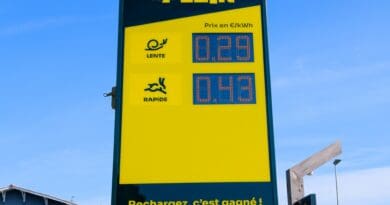 Prix en €/kWh
LENTE
0.29
RAPIDE
0.43
Rechargez, c'est gagné !